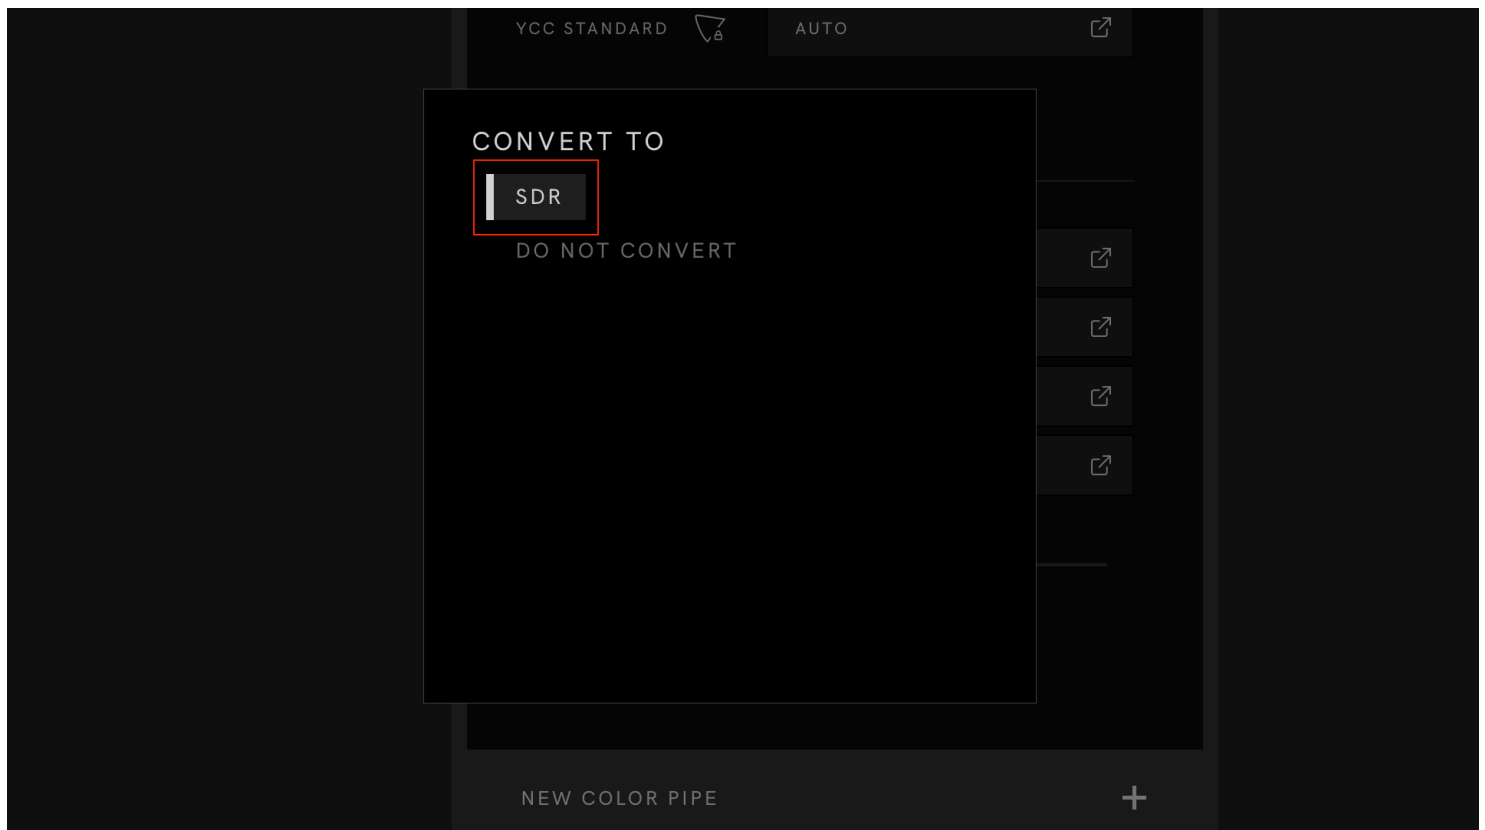 YCC STANDARD
AUTO
CONVERT TO
SDR
DO NOT CONVERT
NEW COLOR PIPE